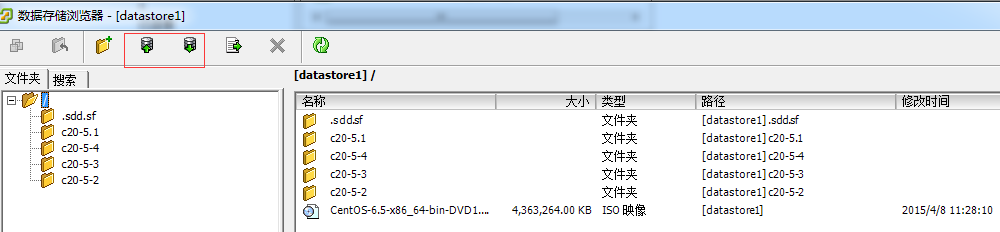 数据存储浏览器 - [datastore1]
文件夹 搜索
[datastore1] /
/
.sdd.sf
c20-5.1
c20-5-4
c20-5-3
c20-5-2
名称 大小 类型 路径 修改时间
.sdd.sf 文件夹 [datastore1] .sdd.sf
c20-5.1 文件夹 [datastore1] c20-5.1
c20-5-4 文件夹 [datastore1] c20-5-4
c20-5-3 文件夹 [datastore1] c20-5-3
c20-5-2 文件夹 [datastore1] c20-5-2
CentOS-6.5-x86_64-bin-DVD1.... 4,363,264.00 KB ISO 映像 [datastore1] 2015/4/8 11:28:10